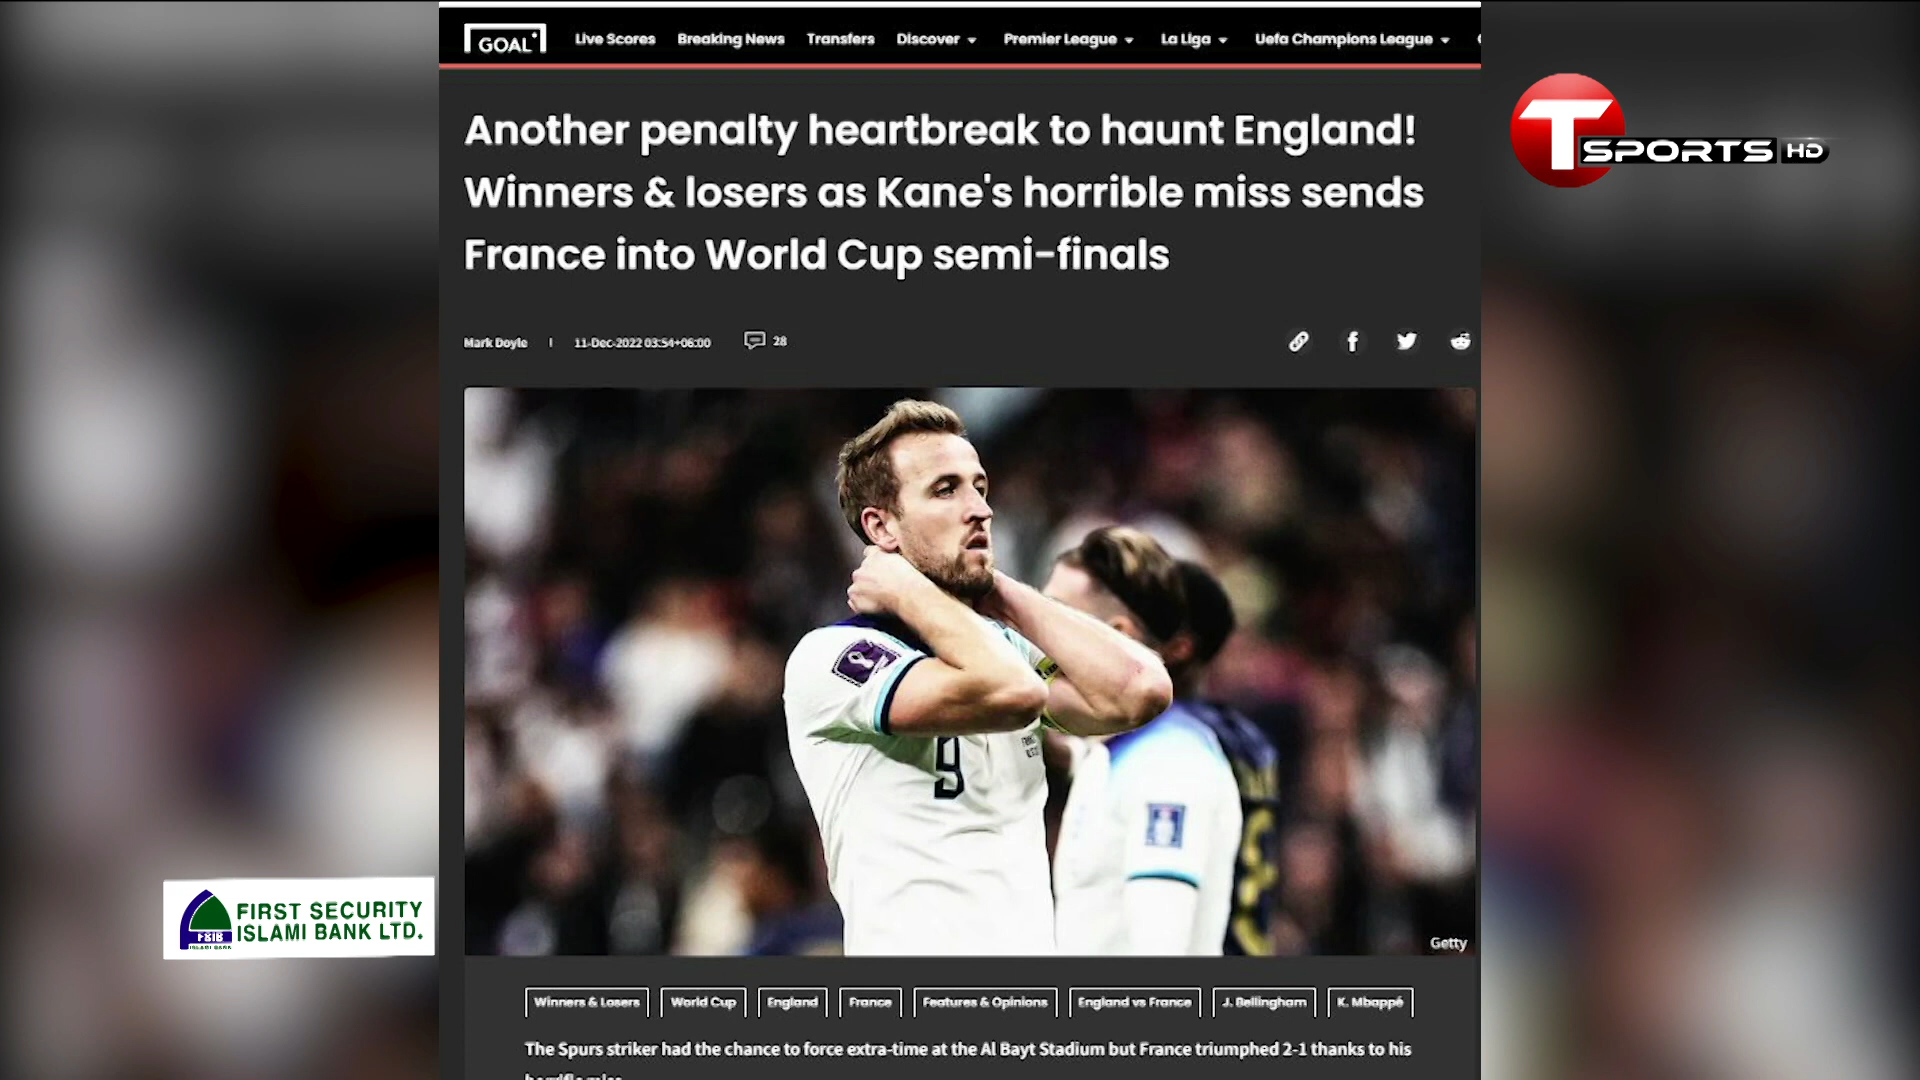 GOAL
Live Scores Breaking News Transfers Discover Premier League La Liga Uefa Champions League
T SPORTS HD
Another penalty heartbreak to haunt England!
Winners & losers as Kane's horrible miss sends
France into World Cup semi-finals
Mark Doyle | 11-Dec-2022 03:54+06:00 28
9
Getty
FIRST SECURITY
ISLAMI BANK LTD.
FSIB
ISLAMI BANK
Winners & Losers World Cup England France Features & Opinions England vs France J. Bellingham K. Mbappé
The Spurs striker had the chance to force extra-time at the Al Bayt Stadium but France triumphed 2-1 thanks to his